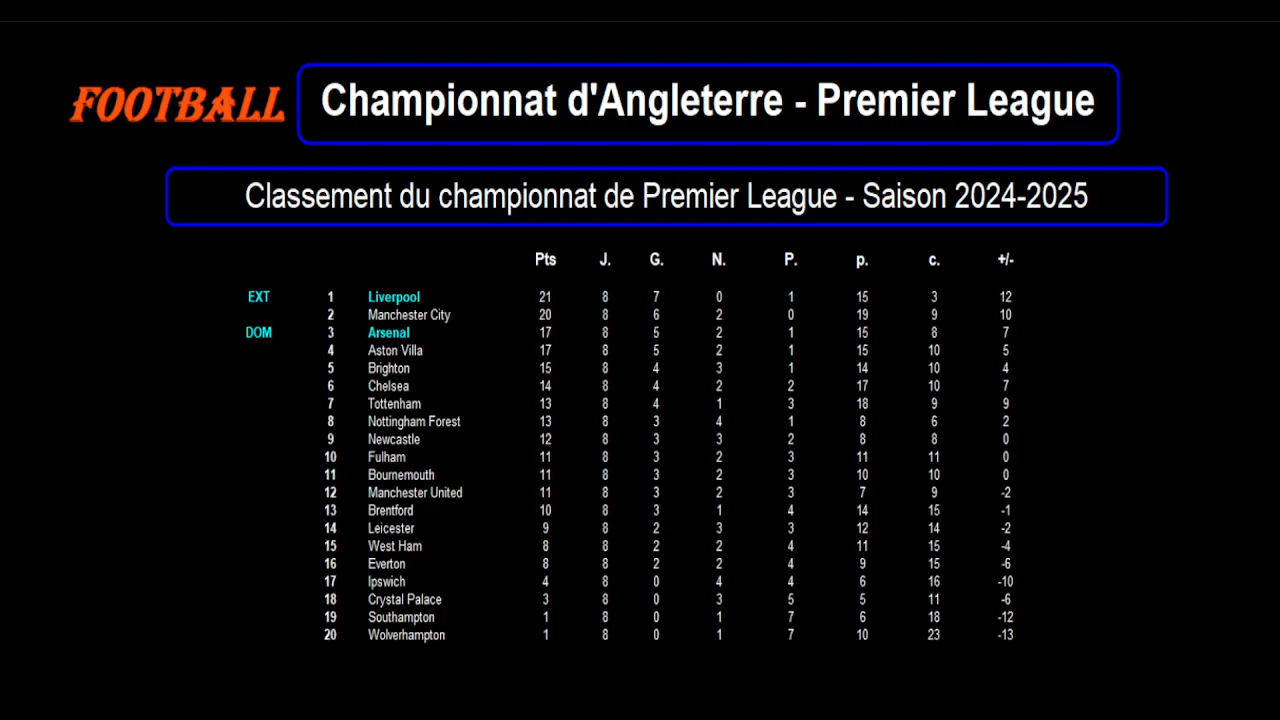 FOOTBALL Championnat d'Angleterre - Premier League
Classement du championnat de Premier League - Saison 2024-2025
Pts J. G. N. P. p. c. +/-
EXT 1 Liverpool 21 8 7 0 1 15 3 12
2 Manchester City 20 8 6 2 0 19 9 10
DOM 3 Arsenal 17 8 5 2 1 15 8 7
4 Aston Villa 17 8 5 2 1 15 10 5
5 Brighton 15 8 4 3 1 14 10 4
6 Chelsea 14 8 4 2 2 17 10 7
7 Tottenham 13 8 4 1 3 18 9 9
8 Nottingham Forest 13 8 3 4 1 8 6 2
9 Newcastle 12 8 3 3 2 8 8 0
10 Fulham 11 8 3 2 3 11 11 0
11 Bournemouth 11 8 3 2 3 10 10 0
12 Manchester United 11 8 3 2 3 7 9 -2
13 Brentford 10 8 3 1 4 14 15 -1
14 Leicester 9 8 2 3 3 12 14 -2
15 West Ham 8 8 2 2 4 11 15 -4
16 Everton 8 8 2 2 4 9 15 -6
17 Ipswich 4 8 0 4 4 6 16 -10
18 Crystal Palace 3 8 0 3 5 5 11 -6
19 Southampton 1 8 0 1 7 6 18 -12
20 Wolverhampton 1 8 0 1 7 10 23 -13